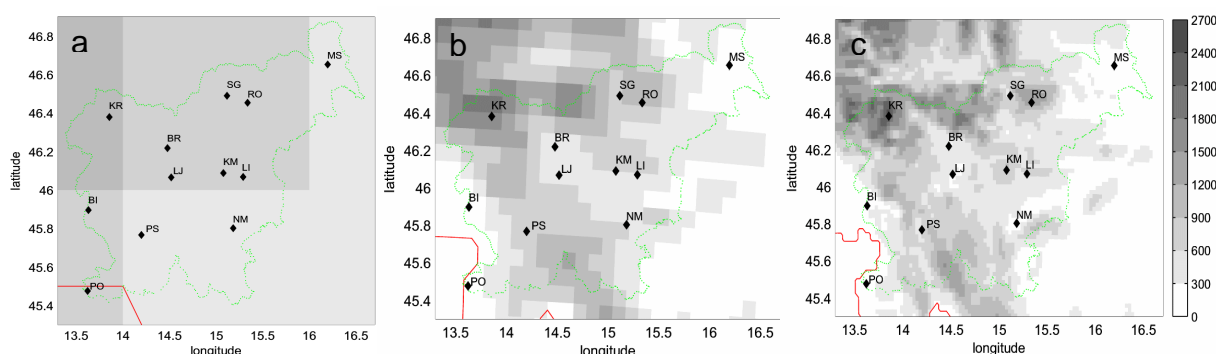 a
46.8
46.6
46.4
46.2
46
45.8
45.6
45.4
latitude
13.5 14 14.5 15 15.5 16 16.5
longitude
MS
SG
RO
KR
BR
KM
LI
LJ
BI
NM
PS
PO
b
46.8
46.6
46.4
46.2
46
45.8
45.6
45.4
latitude
13.5 14 14.5 15 15.5 16 16.5
longitude
MS
SG
RO
KR
BR
KM
LI
LJ
BI
NM
PS
PO
c
46.8
46.6
46.4
46.2
46
45.8
45.6
45.4
latitude
13.5 14 14.5 15 15.5 16 16.5
longitude
MS
SG
RO
KR
BR
KM
LI
LJ
BI
NM
PS
PO
2700
2400
2100
1800
1500
1200
900
600
300
0